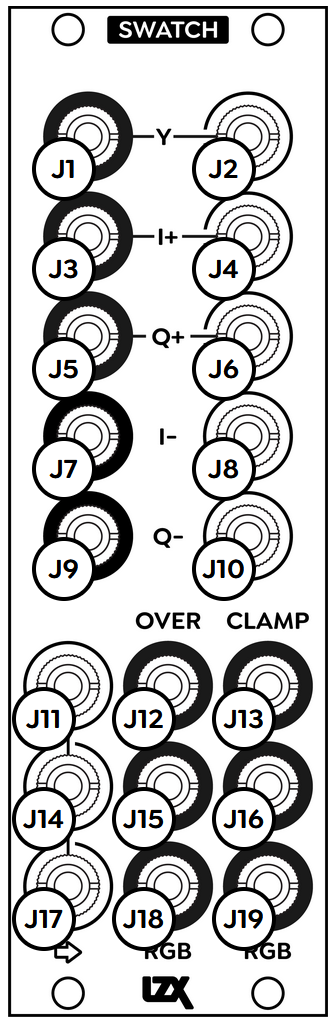 SWATCH
Y
J1 J2
I+
J3 J4
Q+
J5 J6
I-
J7 J8
Q-
J9 J10
OVER CLAMP
J11 J12 J13
J14 J15 J16
J17 J18 J19
RGB RGB
LZX